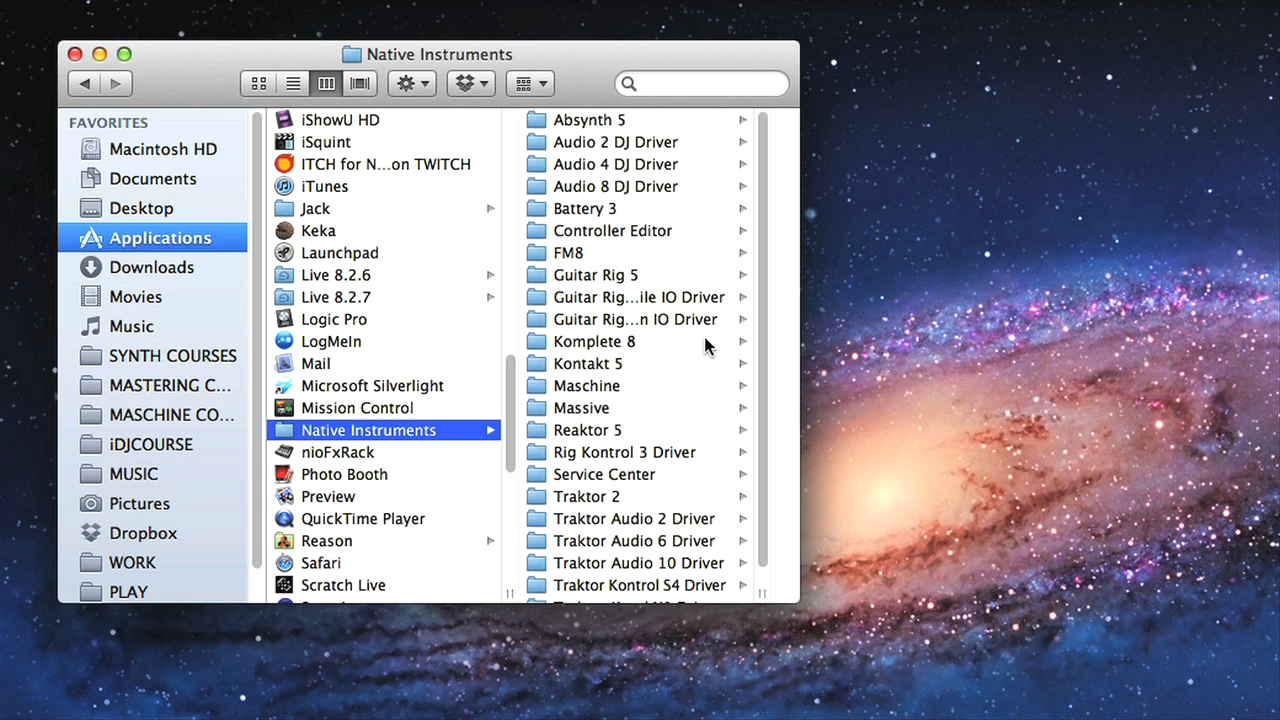 Native Instruments
FAVORITES
Macintosh HD
Documents
Desktop
Applications
Downloads
Movies
Music
SYNTH COURSES
MASTERING C...
MASCHINE CO...
iDJCOURSE
MUSIC
Pictures
Dropbox
WORK
PLAY
iShowU HD
iSquint
ITCH for N...on TWITCH
iTunes
Jack
Keka
Launchpad
Live 8.2.6
Live 8.2.7
Logic Pro
LogMeIn
Mail
Microsoft Silverlight
Mission Control
Native Instruments
nioFxRack
Photo Booth
Preview
QuickTime Player
Reason
Safari
Scratch Live
Absynth 5
Audio 2 DJ Driver
Audio 4 DJ Driver
Audio 8 DJ Driver
Battery 3
Controller Editor
FM8
Guitar Rig 5
Guitar Rig...ile IO Driver
Guitar Rig...n IO Driver
Komplete 8
Kontakt 5
Maschine
Massive
Reaktor 5
Rig Kontrol 3 Driver
Service Center
Traktor 2
Traktor Audio 2 Driver
Traktor Audio 6 Driver
Traktor Audio 10 Driver
Traktor Kontrol S4 Driver